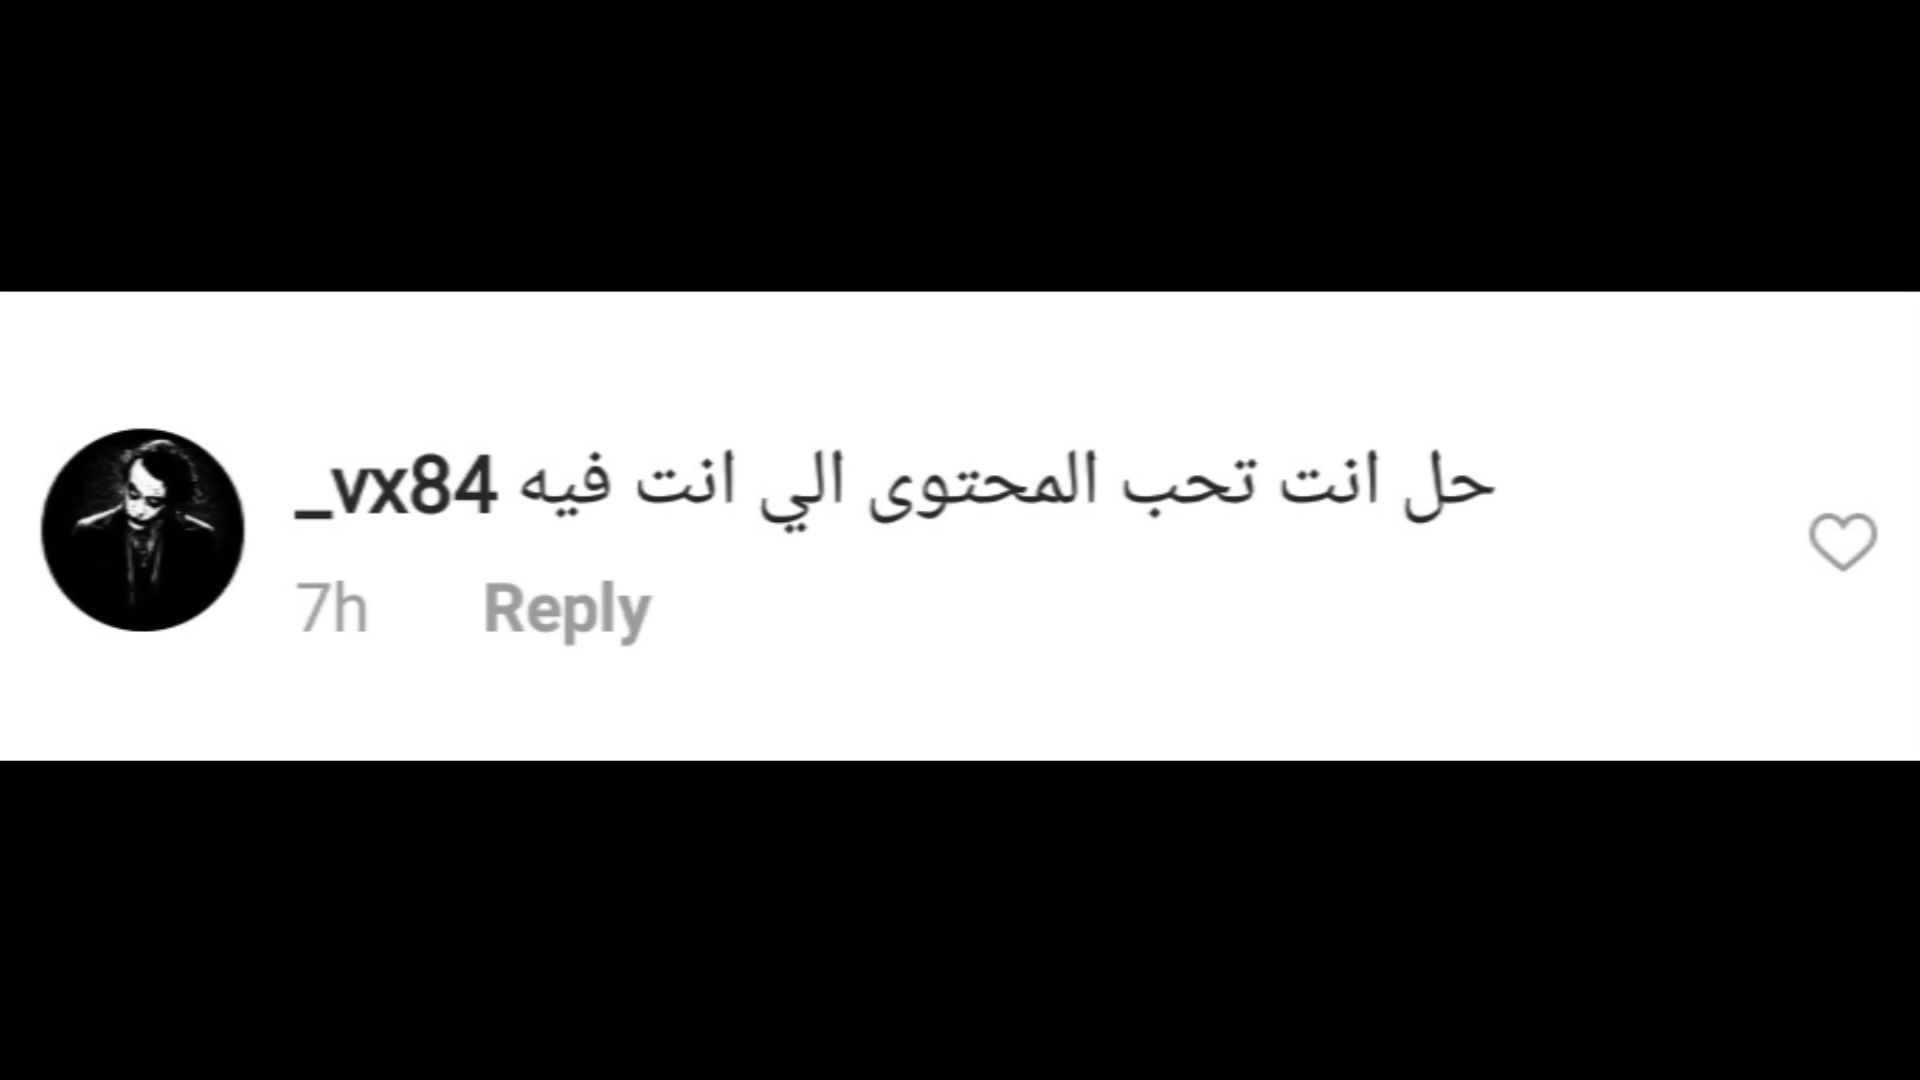 _vx84 حل انت تحب المحتوى الي انت فيه
7h Reply